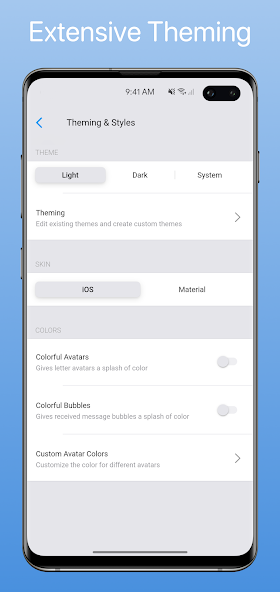 Extensive Theming
9:41 AM
Theming & Styles
THEME
Light
Dark
System
Theming
Edit existing themes and create custom themes
SKIN
iOS
Material
COLORS
Colorful Avatars
Gives letter avatars a splash of color
Colorful Bubbles
Gives received message bubbles a splash of color
Custom Avatar Colors
Customize the color for different avatars